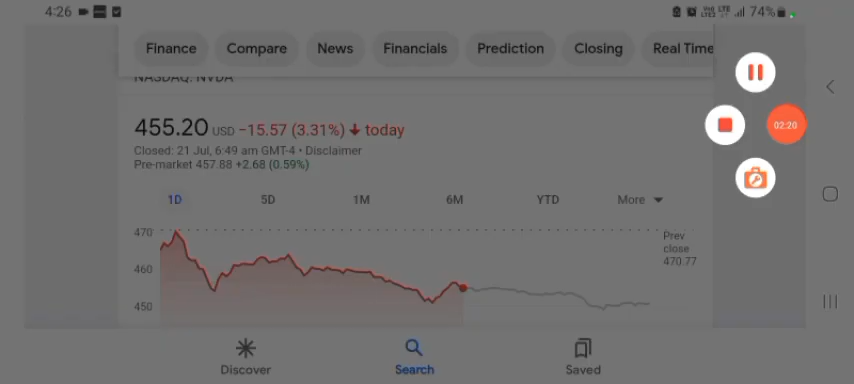 4:26
LTE 74%
Finance Compare News Financials Prediction Closing Real Time
NASDAQ: NVDA
455.20 USD −15.57 (3.31%) today
Closed: 21 Jul, 6:49 am GMT-4 • Disclaimer
Pre-market 457.88 +2.68 (0.59%)
1D 5D 1M 6M YTD More
470
460
450
Prev
close
470.77
02:20
Discover Search Saved